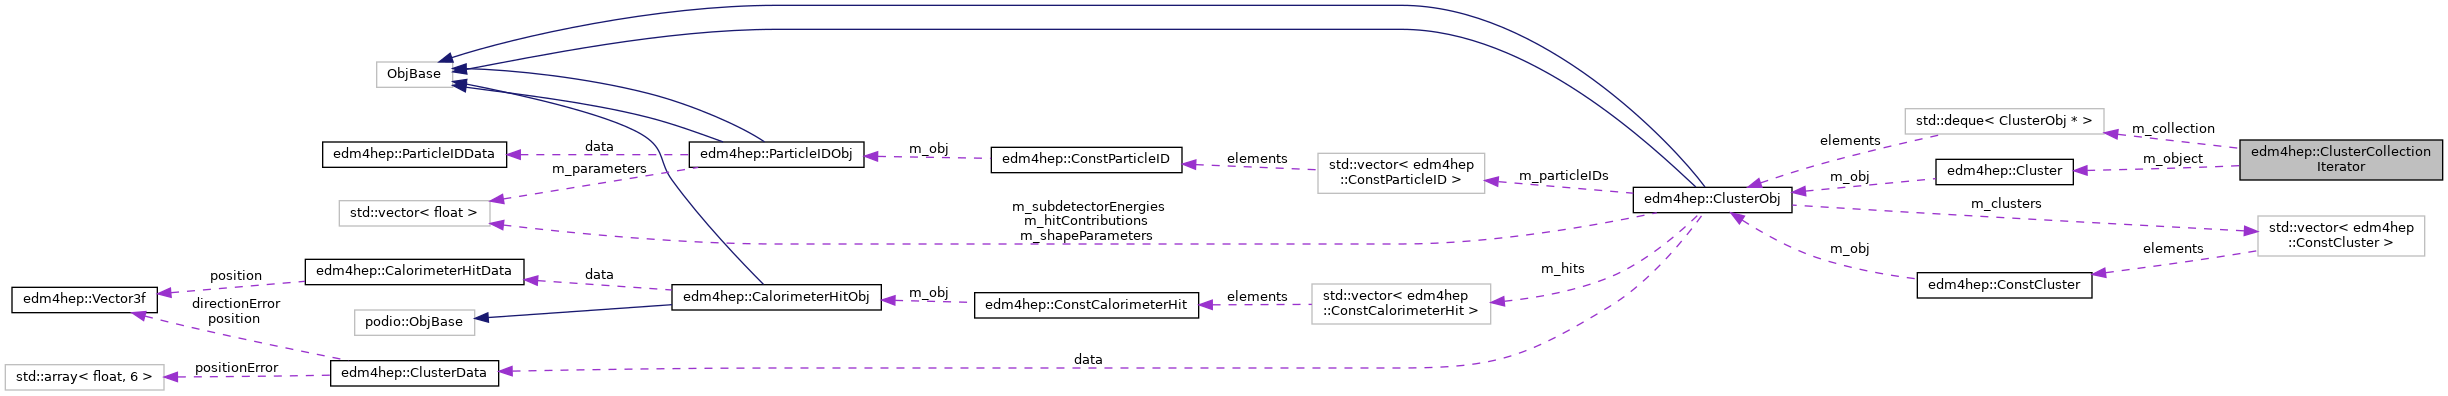 ObjBase
std::deque< ClusterObj * >
m_collection
elements
edm4hep::ClusterCollection
Iterator
edm4hep::ParticleIDData
data
edm4hep::ParticleIDObj
m_obj
edm4hep::ConstParticleID
elements
std::vector< edm4hep
::ConstParticleID >
m_particleIDs
m_object
edm4hep::Cluster
m_obj
m_parameters
edm4hep::ClusterObj
std::vector< float >
m_subdetectorEnergies
m_hitContributions
m_shapeParameters
m_clusters
std::vector< edm4hep
::ConstCluster >
elements
m_obj
edm4hep::ConstCluster
edm4hep::CalorimeterHitData
position
data
edm4hep::Vector3f
edm4hep::CalorimeterHitObj
m_obj
edm4hep::ConstCalorimeterHit
elements
std::vector< edm4hep
::ConstCalorimeterHit >
m_hits
directionError
position
podio::ObjBase
data
positionError
std::array< float, 6 >
edm4hep::ClusterData